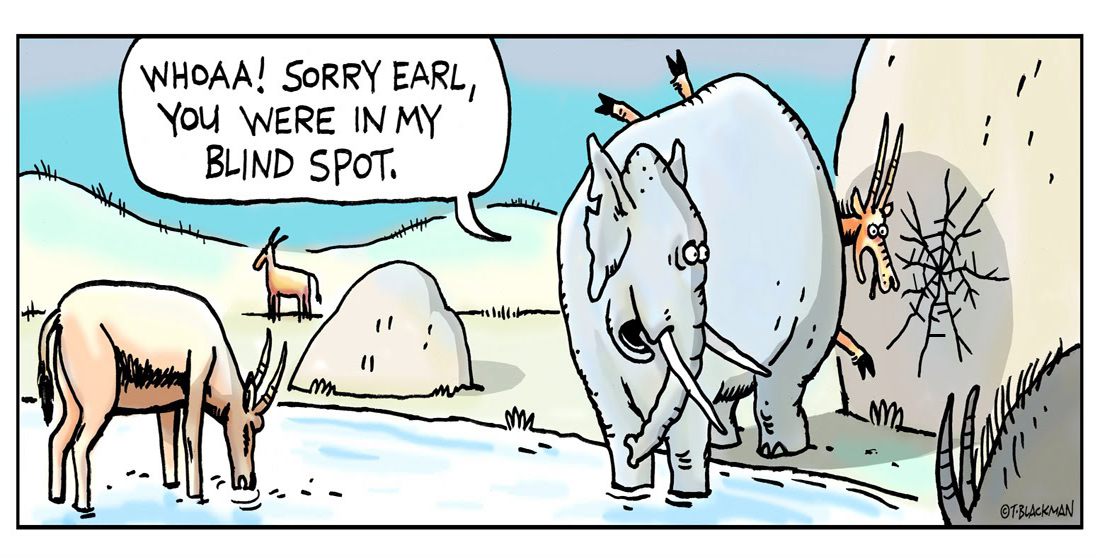 WHOAA! SORRY EARL,
YOU WERE IN MY
BLIND SPOT.
©T·BLACKMAN